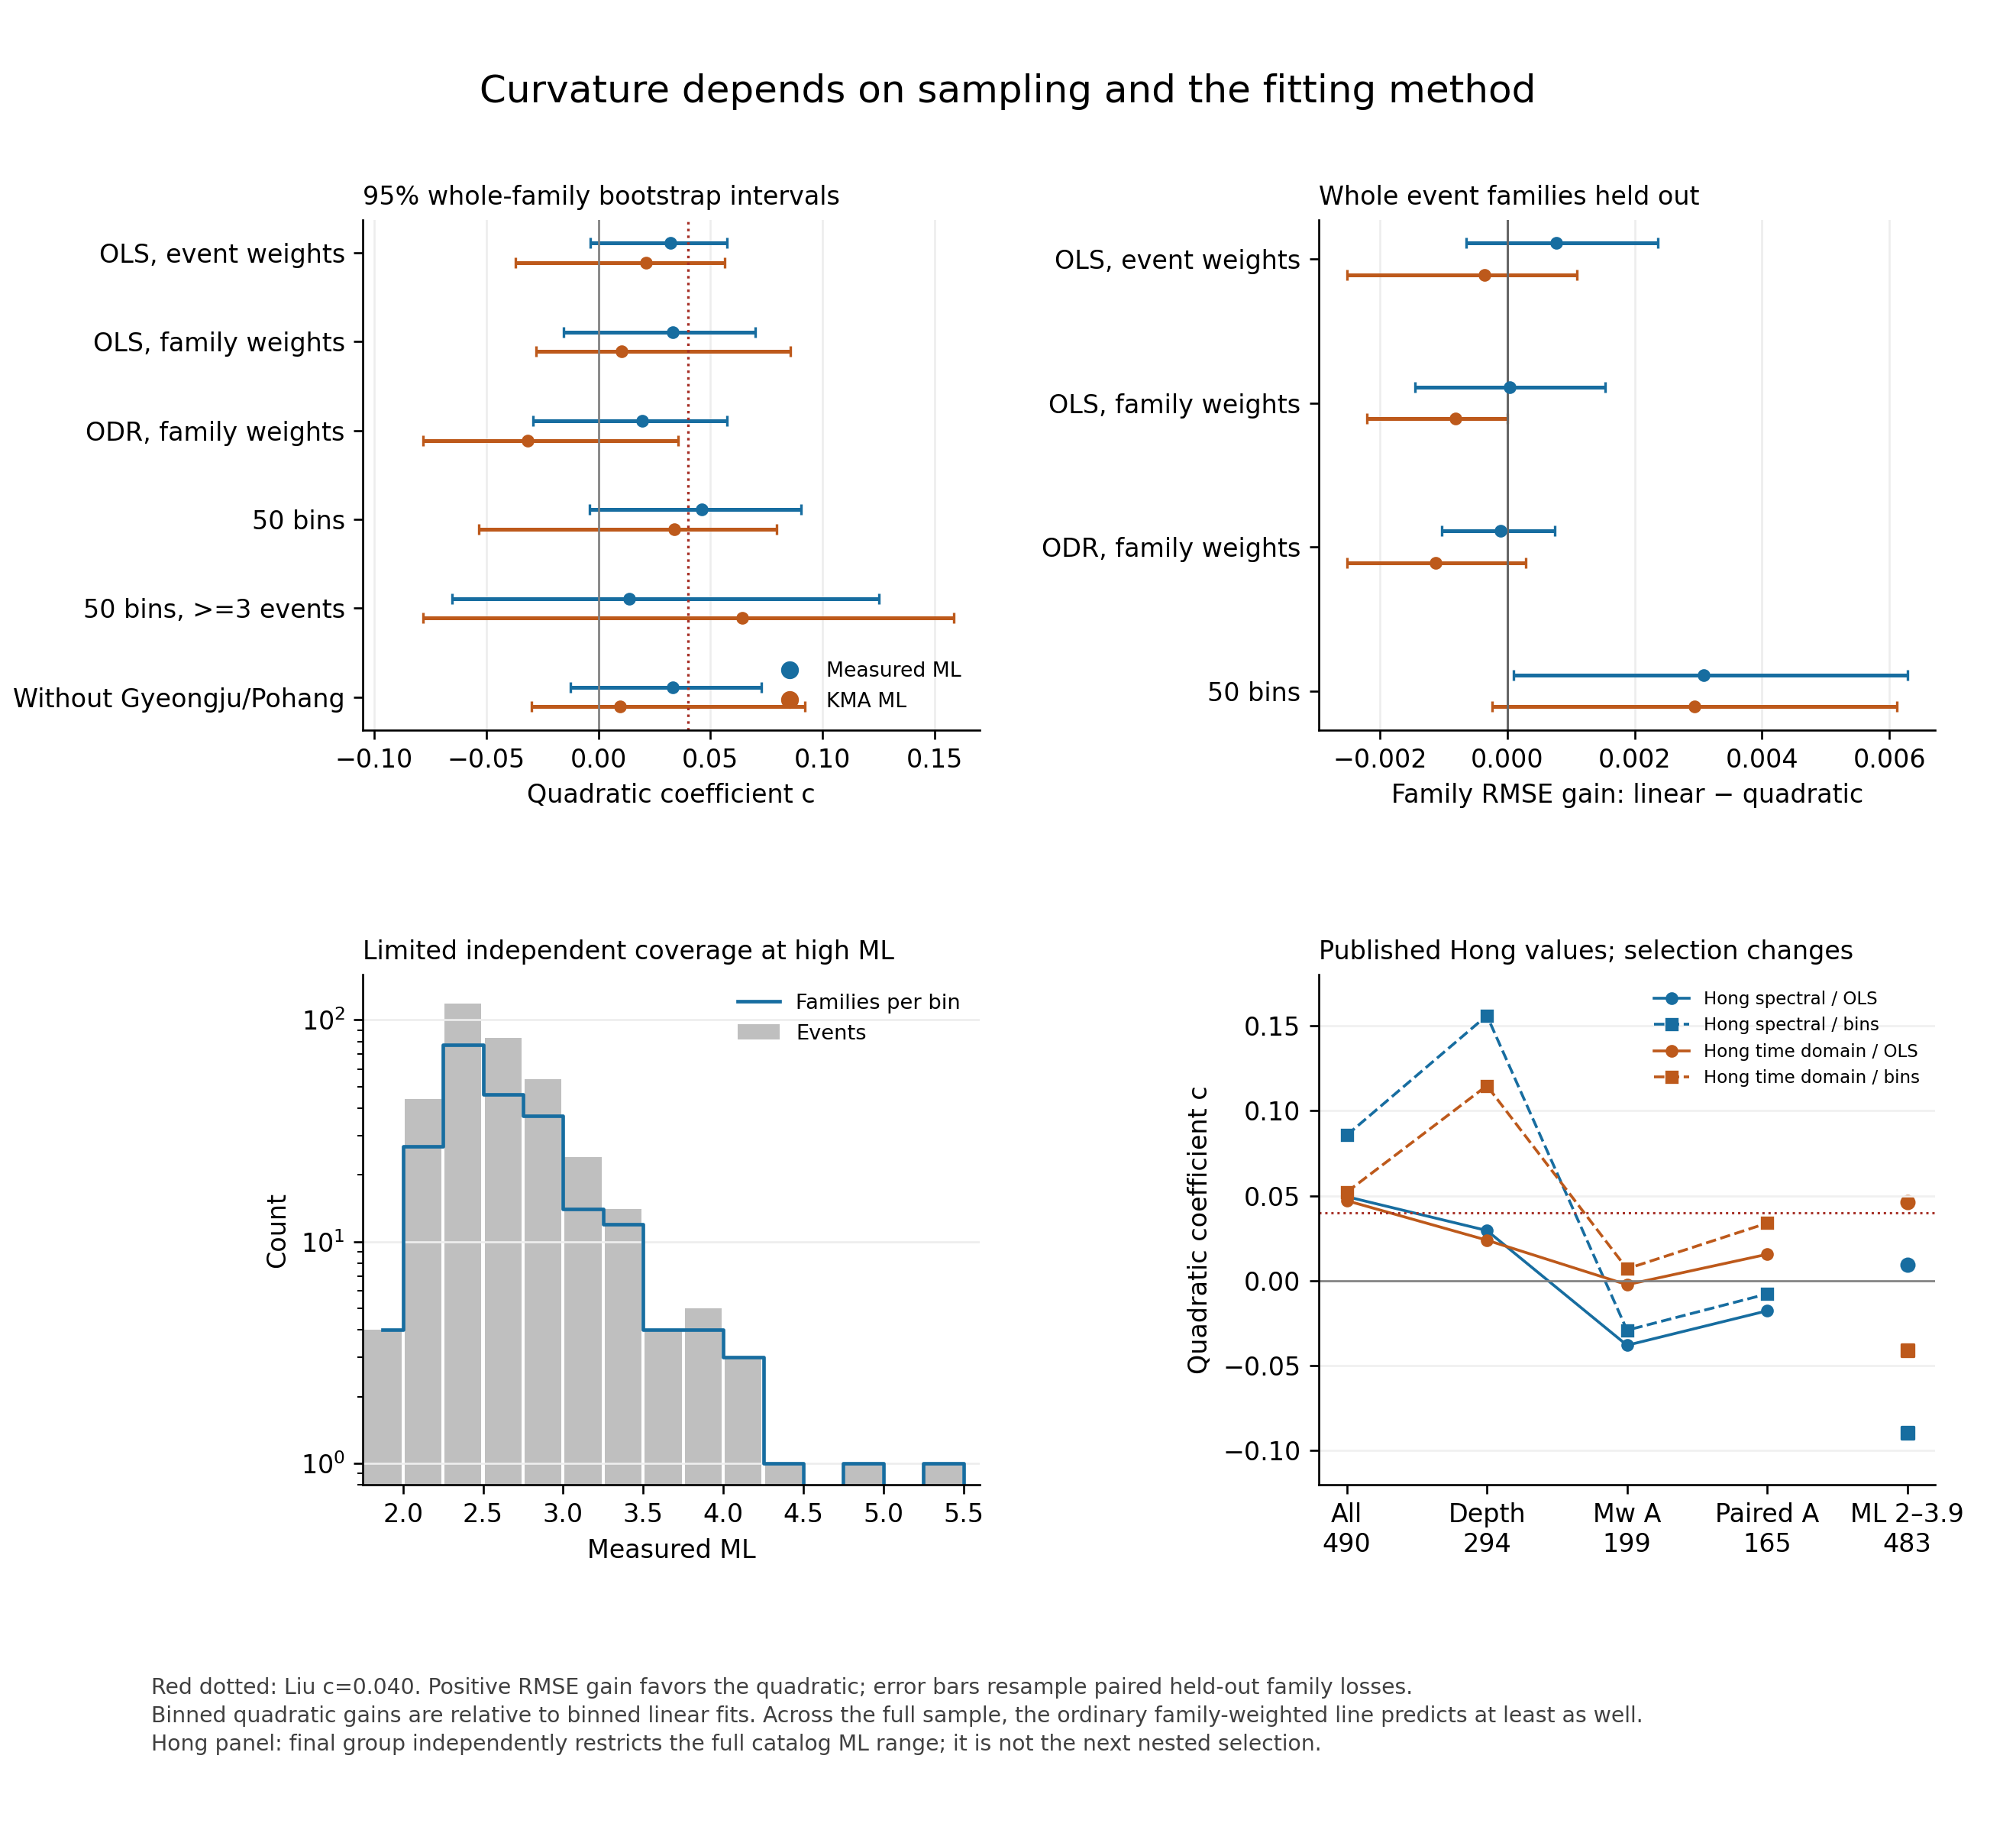 Curvature depends on sampling and the fitting method
95% whole-family bootstrap intervals
OLS, event weights
OLS, family weights
ODR, family weights
50 bins
50 bins, >=3 events
Without Gyeongju/Pohang
Measured ML
KMA ML
−0.10 −0.05 0.00 0.05 0.10 0.15
Quadratic coefficient c
Whole event families held out
OLS, event weights
OLS, family weights
ODR, family weights
50 bins
−0.002 0.000 0.002 0.004 0.006
Family RMSE gain: linear − quadratic
Limited independent coverage at high ML
Families per bin
Events
10²
10¹
10⁰
Count
2.0 2.5 3.0 3.5 4.0 4.5 5.0 5.5
Measured ML
Published Hong values; selection changes
Hong spectral / OLS
Hong spectral / bins
Hong time domain / OLS
Hong time domain / bins
0.15
0.10
0.05
0.00
−0.05
−0.10
Quadratic coefficient c
All Depth Mw A Paired A ML 2–3.9
490 294 199 165 483
Red dotted: Liu c=0.040. Positive RMSE gain favors the quadratic; error bars resample paired held-out family losses.
Binned quadratic gains are relative to binned linear fits. Across the full sample, the ordinary family-weighted line predicts at least as well.
Hong panel: final group independently restricts the full catalog ML range; it is not the next nested selection.